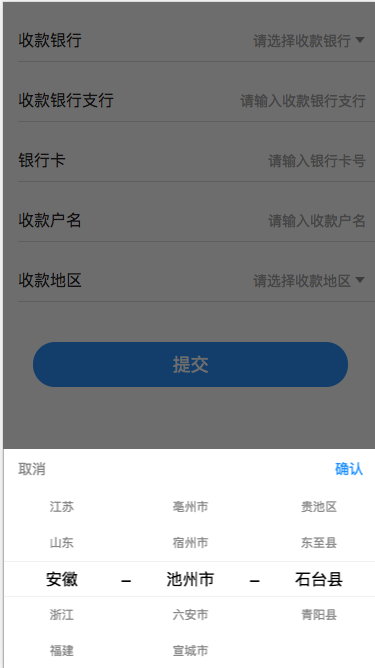 收款银行 请选择收款银行
收款银行支行 请输入收款银行支行
银行卡 请输入银行卡号
收款户名 请输入收款户名
收款地区 请选择收款地区
提交
取消 确认
江苏 亳州市 贵池区
山东 宿州市 东至县
安徽 – 池州市 – 石台县
浙江 六安市 青阳县
福建 宣城市